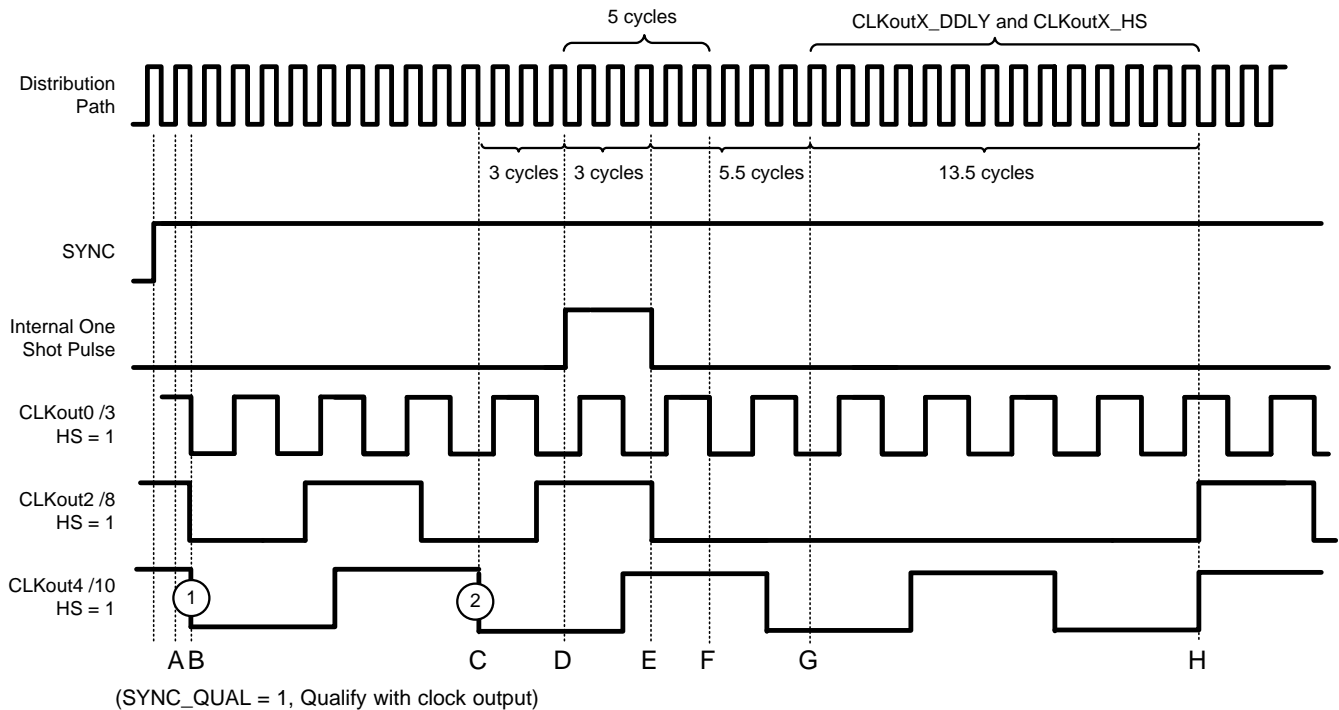 5 cycles
CLKoutX_DDLY and CLKoutX_HS
Distribution
Path
3 cycles
3 cycles
5.5 cycles
13.5 cycles
SYNC
Internal One
Shot Pulse
CLKout0 /3
HS = 1
CLKout2 /8
HS = 1
CLKout4 /10
HS = 1
1
2
A B C D E F G H
(SYNC_QUAL = 1, Qualify with clock output)